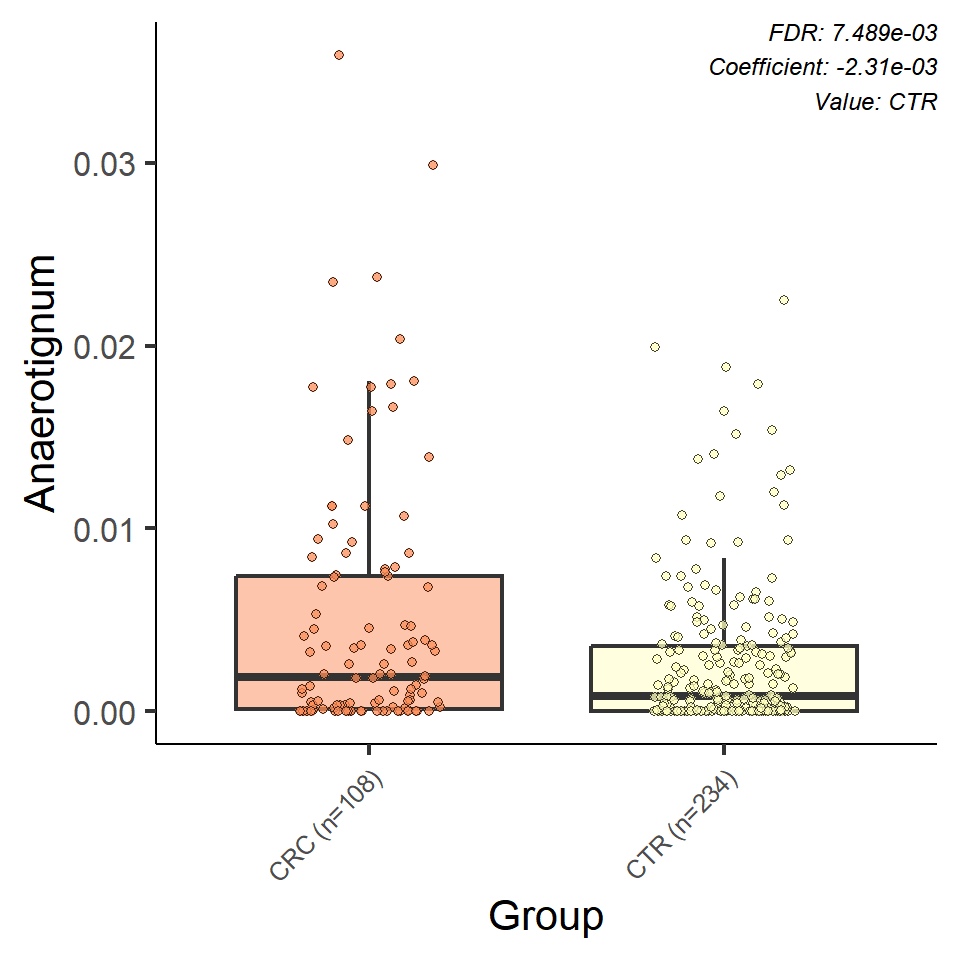 FDR: 7.489e-03
Coefficient: -2.31e-03
Value: CTR
Anaerotignum
0.03
0.02
0.01
0.00
CRC (n=108)
CTR (n=234)
Group